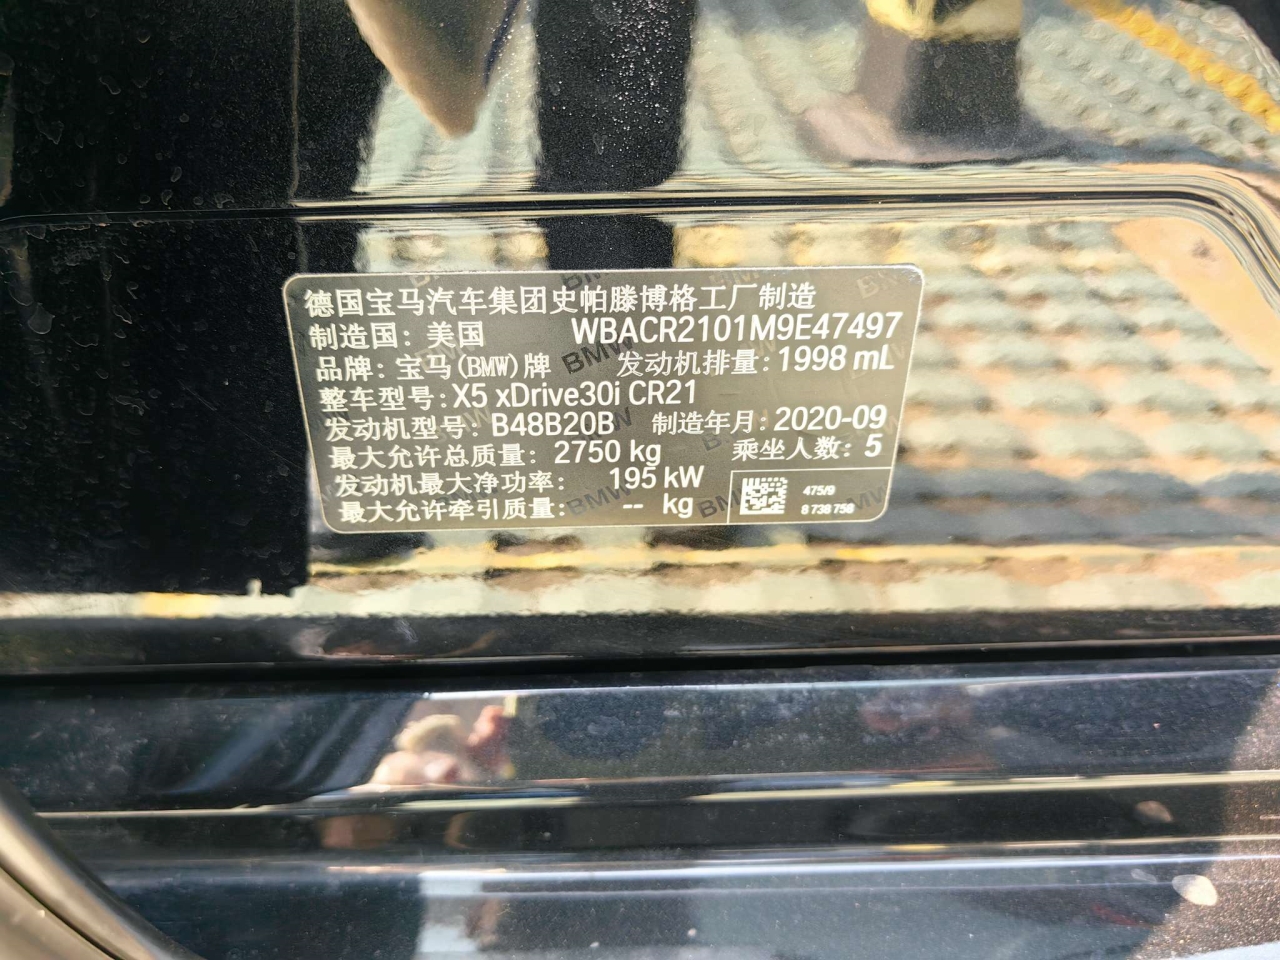 德国宝马汽车集团史帕滕博格工厂制造
制造国：美国 WBACR2101M9E47497
品牌：宝马(BMW)牌 发动机排量：1998 mL
整车型号：X5 xDrive30i CR21
发动机型号：B48B20B 制造年月：2020-09
最大允许总质量：2750 kg 乘坐人数：5
发动机最大净功率：195 kW
最大允许牵引质量：-- kg
475/9
8 738 758